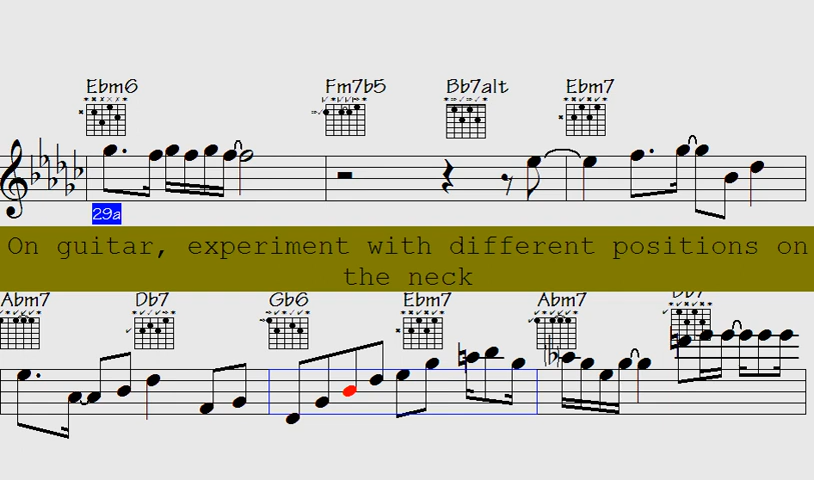 Ebm6 Fm7b5 Bb7alt Ebm7
29a
On guitar, experiment with different positions on
the neck
Abm7 Db7 Gb6 Ebm7 Abm7 Db7